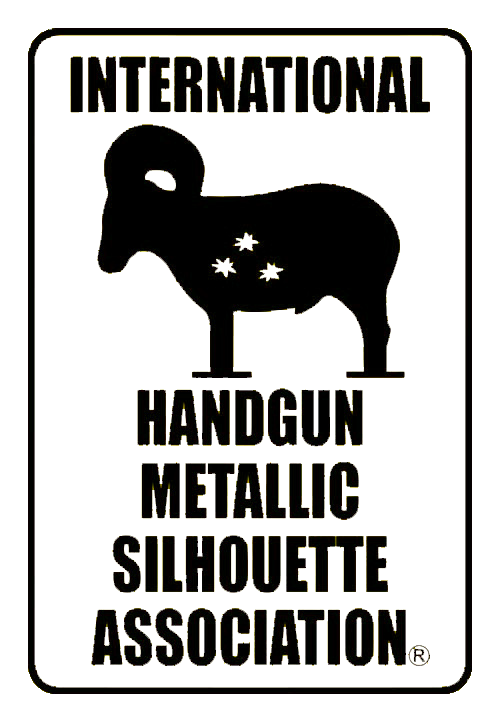 INTERNATIONAL
HANDGUN
METALLIC
SILHOUETTE
ASSOCIATION®